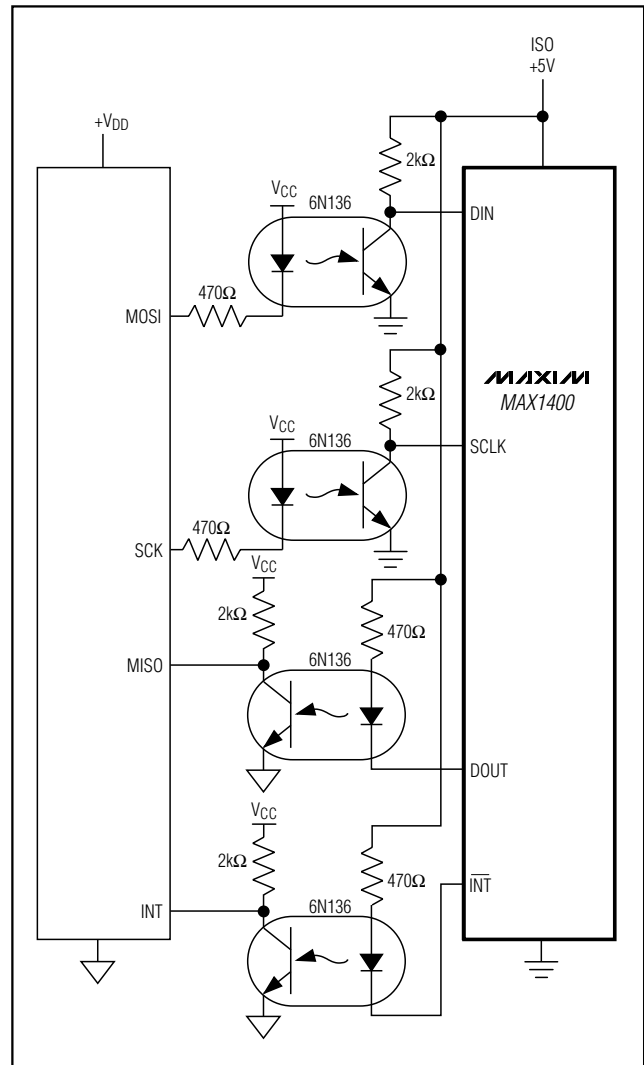 ISO
+5V
+VDD
2kΩ
VCC
6N136
DIN
470Ω
MOSI
MAXIM
MAX1400
2kΩ
VCC
6N136
SCLK
470Ω
SCK
VCC
2kΩ
470Ω
6N136
MISO
DOUT
VCC
2kΩ
470Ω
INT
6N136
INT